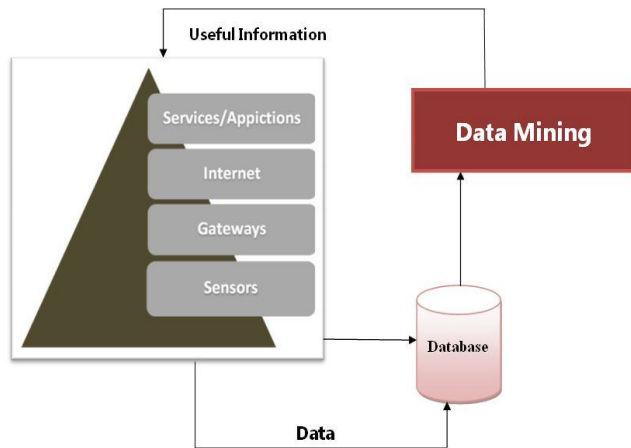 Useful Information
Services/Appictions
Data Mining
Internet
Gateways
Sensors
Database
Data